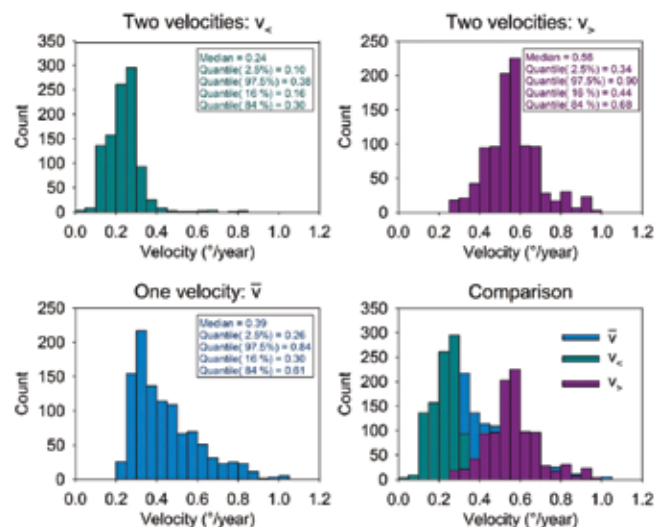 Two velocities: v<
350
300
250
200
150
100
50
0
Count
0.0 0.2 0.4 0.6 0.8 1.0 1.2
Velocity (°/year)
Median = 0.24
Quantile( 2.5%) = 0.10
Quantile( 97.5%) = 0.38
Quantile( 16 %) = 0.16
Quantile( 84 %) = 0.30
Two velocities: v>
250
200
150
100
50
0
Count
0.0 0.2 0.4 0.6 0.8 1.0 1.2
Velocity (°/year)
Median = 0.56
Quantile( 2.5%) = 0.34
Quantile( 97.5%) = 0.90
Quantile( 16 %) = 0.44
Quantile( 84 %) = 0.68
One velocity: v̅
250
200
150
100
50
0
Count
0.0 0.2 0.4 0.6 0.8 1.0 1.2
Velocity (°/year)
Median = 0.39
Quantile( 2.5%) = 0.26
Quantile( 97.5%) = 0.84
Quantile( 16 %) = 0.30
Quantile( 84 %) = 0.61
Comparison
350
300
250
200
150
100
50
0
Count
0.0 0.2 0.4 0.6 0.8 1.0 1.2
Velocity (°/year)
v̅
v<
v>